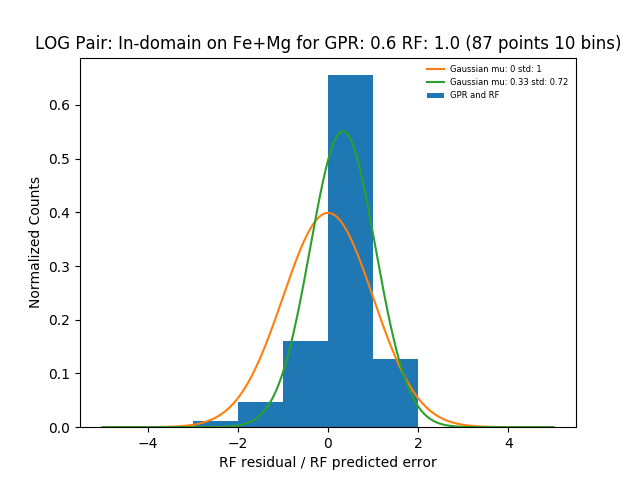 LOG Pair: In-domain on Fe+Mg for GPR: 0.6 RF: 1.0 (87 points 10 bins)
Gaussian mu: 0 std: 1
Gaussian mu: 0.33 std: 0.72
GPR and RF
Normalized Counts
0.6
0.5
0.4
0.3
0.2
0.1
0.0
−4
−2
0
2
4
RF residual / RF predicted error